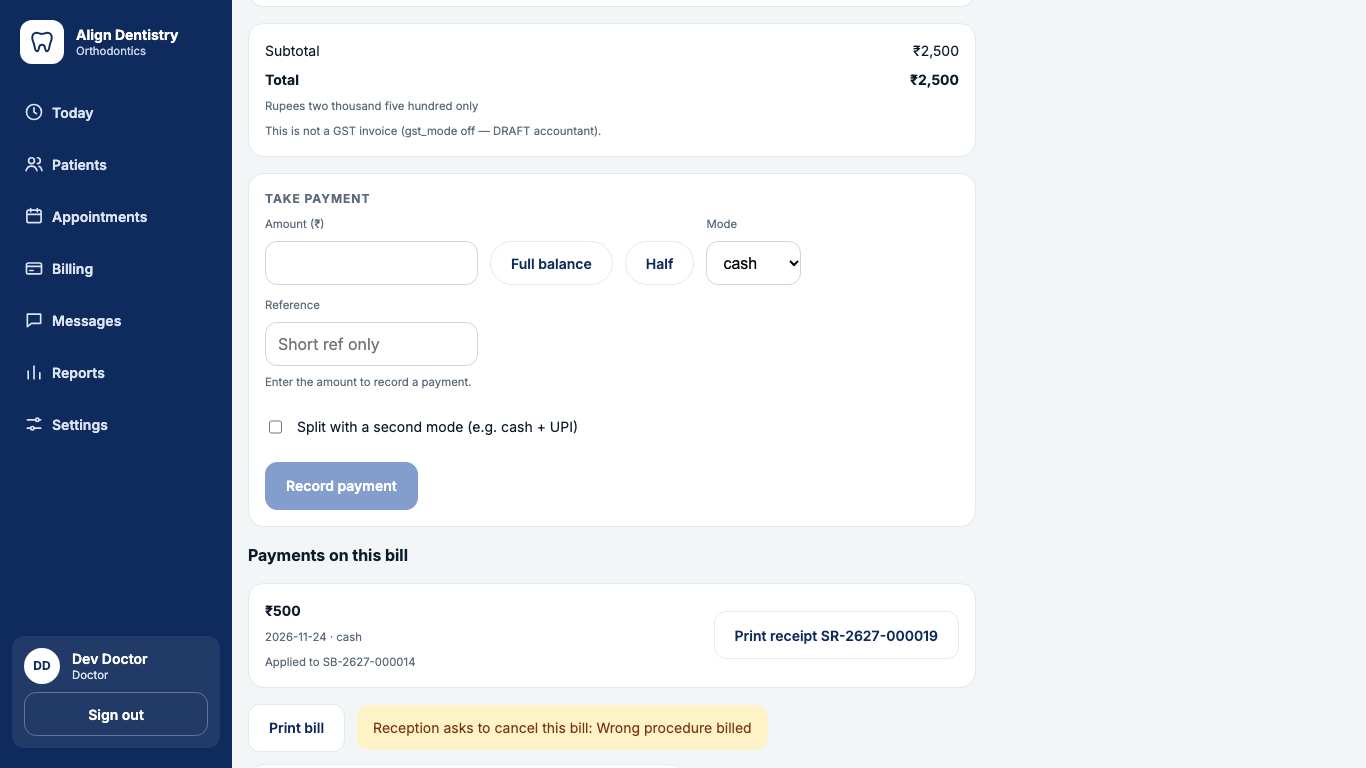 Align Dentistry
Orthodontics
Today
Patients
Appointments
Billing
Messages
Reports
Settings
DD
Dev Doctor
Doctor
Sign out
Subtotal ₹2,500
Total ₹2,500
Rupees two thousand five hundred only
This is not a GST invoice (gst_mode off — DRAFT accountant).
TAKE PAYMENT
Amount (₹) Mode
Full balance Half cash
Reference
Short ref only
Enter the amount to record a payment.
Split with a second mode (e.g. cash + UPI)
Record payment
Payments on this bill
₹500
2026-11-24 · cash
Applied to SB-2627-000014
Print receipt SR-2627-000019
Print bill
Reception asks to cancel this bill: Wrong procedure billed